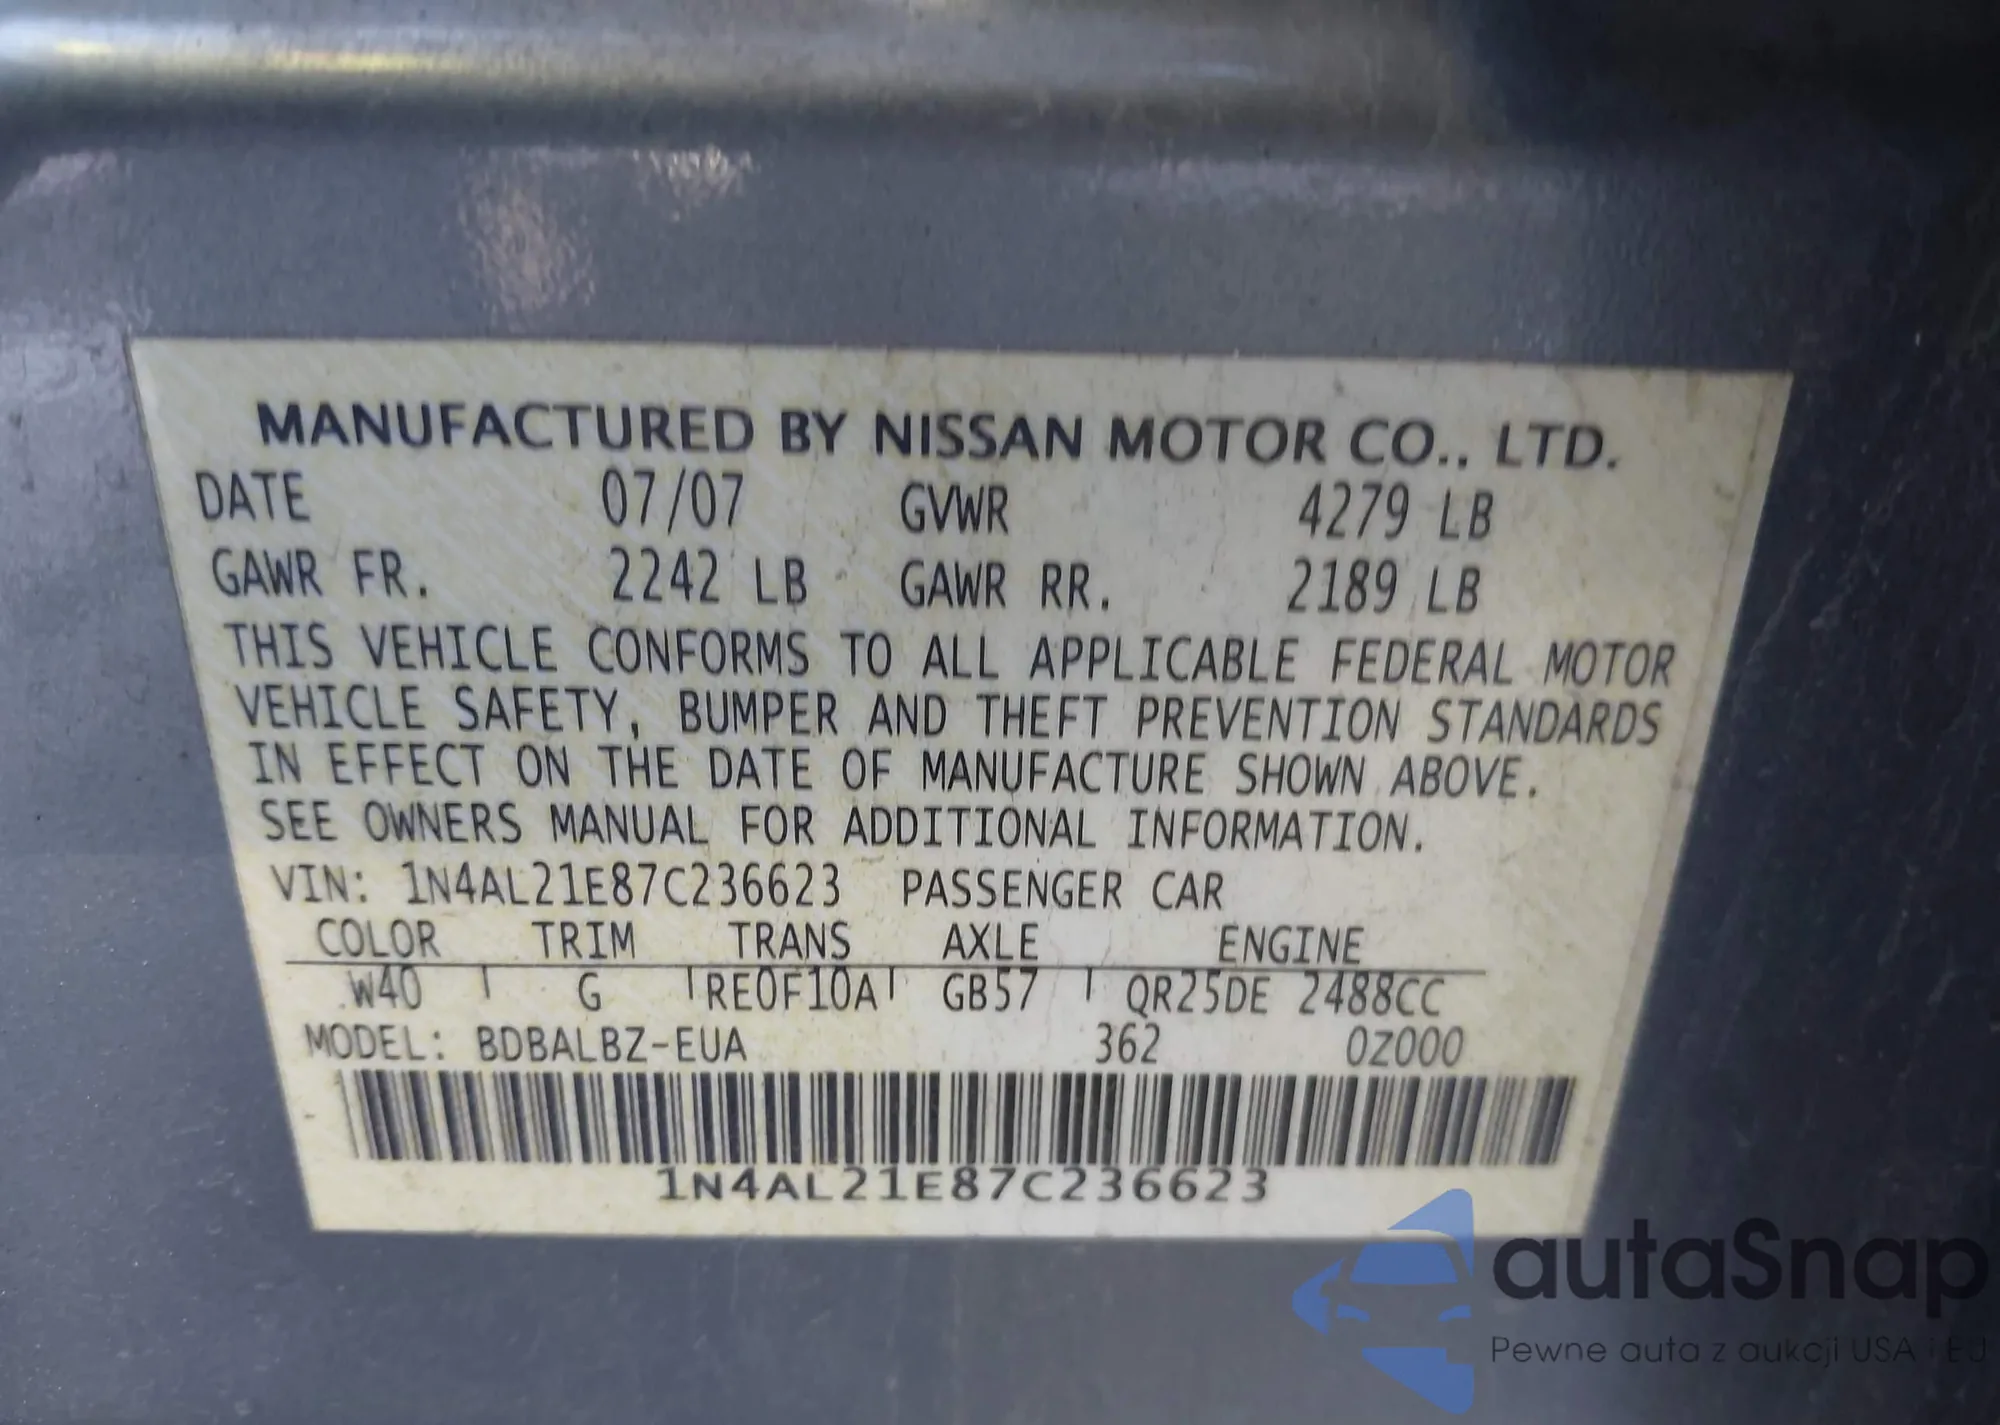 MANUFACTURED BY NISSAN MOTOR CO., LTD.
DATE 07/07 GVWR 4279 LB
GAWR FR. 2242 LB GAWR RR. 2189 LB
THIS VEHICLE CONFORMS TO ALL APPLICABLE FEDERAL MOTOR
VEHICLE SAFETY, BUMPER AND THEFT PREVENTION STANDARDS
IN EFFECT ON THE DATE OF MANUFACTURE SHOWN ABOVE.
SEE OWNERS MANUAL FOR ADDITIONAL INFORMATION.
VIN: 1N4AL21E87C236623 PASSENGER CAR
COLOR TRIM TRANS AXLE ENGINE
W40 G RE0F10A GB57 QR25DE 2488CC
MODEL: BDBALBZ-EUA 362 0Z000
1N4AL21E87C236623
autaSnap
Pewne auta z aukcji USA i EU